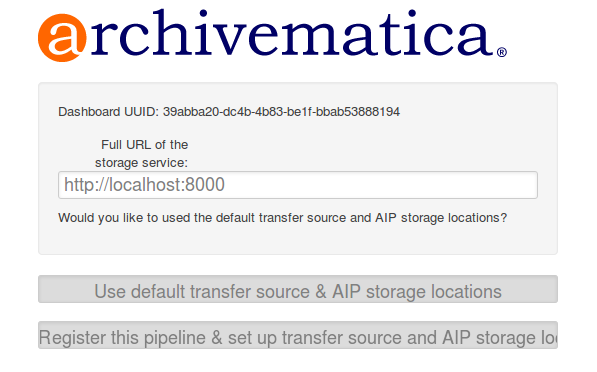 archivematica®
Dashboard UUID: 39abba20-dc4b-4b83-be1f-bbab53888194
Full URL of the
storage service:
http://localhost:8000
Would you like to used the default transfer source and AIP storage locations?
Use default transfer source & AIP storage locations
Register this pipeline & set up transfer source and AIP storage lo